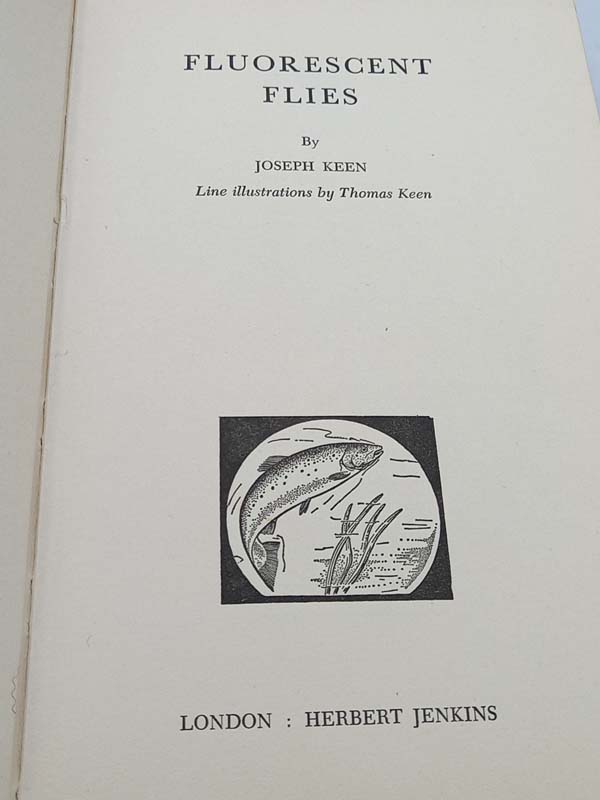 FLUORESCENT
FLIES
By
JOSEPH KEEN
Line illustrations by Thomas Keen
LONDON : HERBERT JENKINS